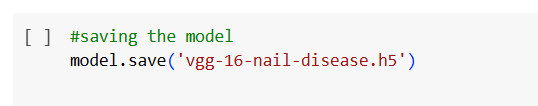 [ ] #saving the model
model.save('vgg-16-nail-disease.h5')